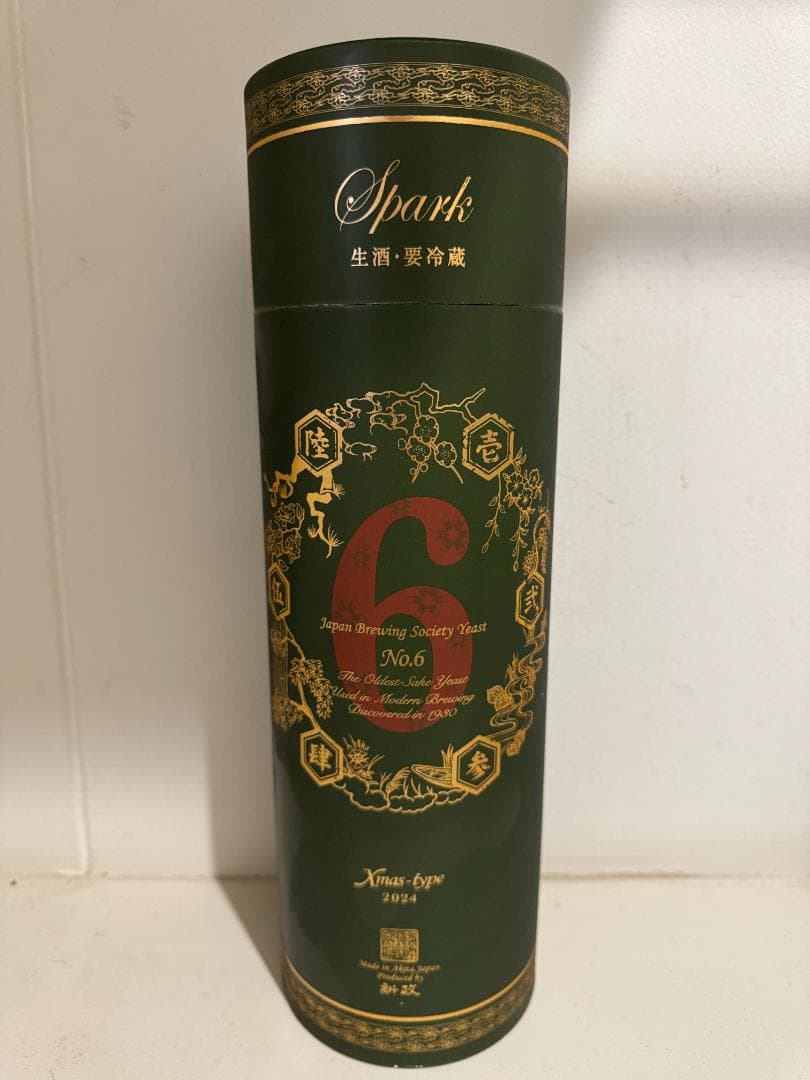 Spark
生酒・要冷蔵
陸
壱
6
伍
弐
Japan Brewing Society Yeast
No.6
The Oldest Sake Yeast
Used in Modern Brewing
Discovered in 1930
肆
参
Xmas-type
2024
Made in Akita, Japan
Produced by
新政